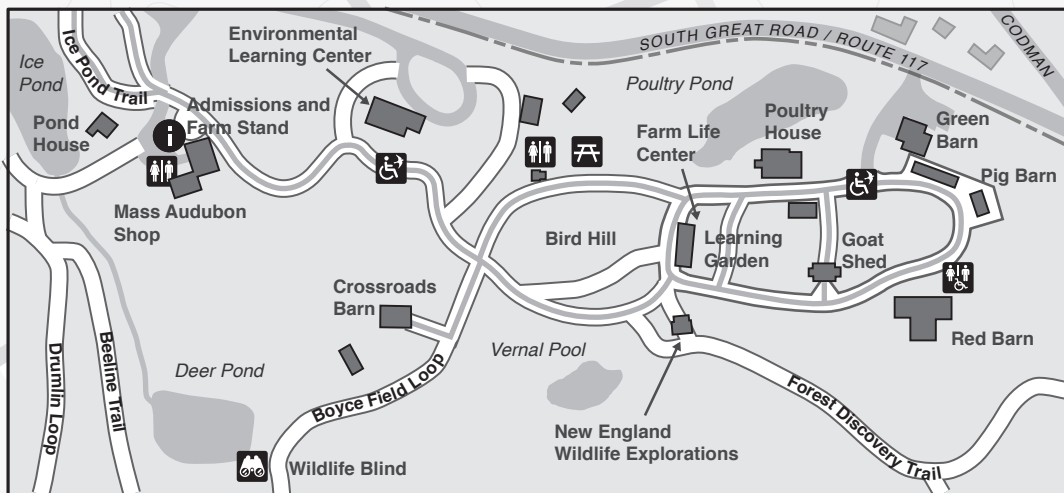 SOUTH GREAT ROAD / ROUTE 117
CODMAN
Ice
Pond
Ice Pond Trail
Environmental
Learning Center
Poultry Pond
Admissions and
Farm Stand
i
Pond
House
Farm Life
Center
Poultry
House
Green
Barn
Pig Barn
Mass Audubon
Shop
Bird Hill
Learning
Garden
Goat
Shed
Crossroads
Barn
Red Barn
Drumlin Loop
Beeline Trail
Deer Pond
Vernal Pool
Boyce Field Loop
Forest Discovery Trail
New England
Wildlife Explorations
Wildlife Blind